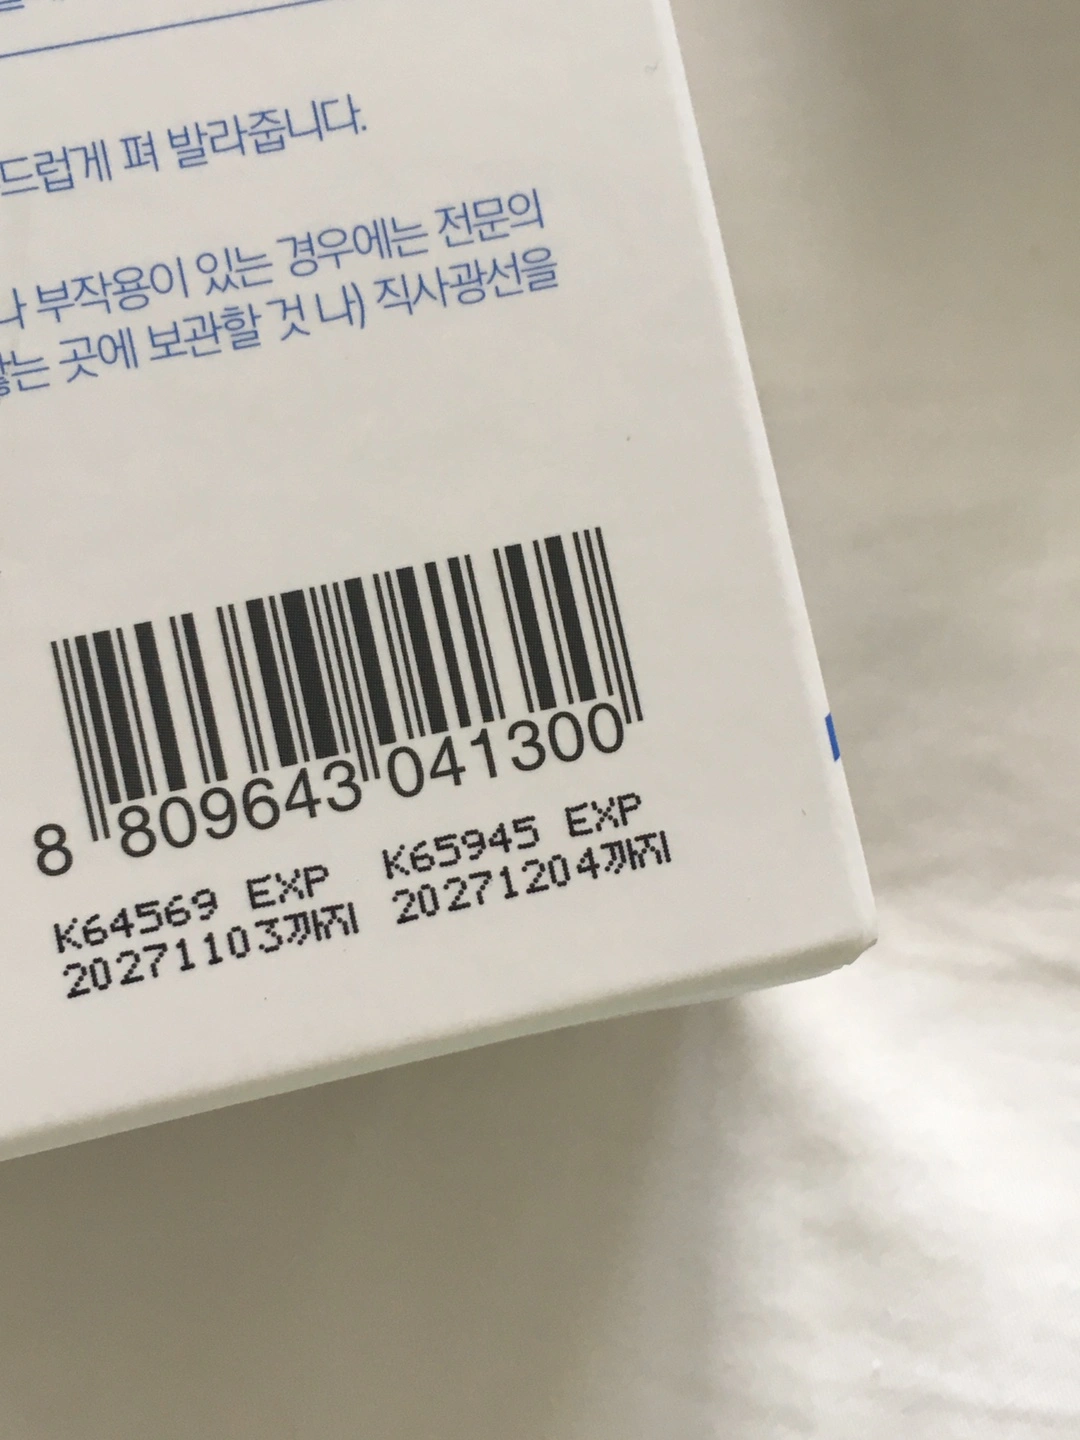 드럽게 펴 발라줍니다.
나 부작용이 있는 경우에는 전문의
않는 곳에 보관할 것 나) 직사광선을
8 809643 041300
K64569 EXP K65945 EXP
20271103까지 20271204까지